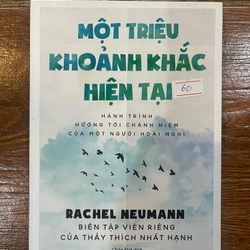 MỘT TRIỆU
KHOẢNH KHẮC
HIỆN TẠI
60
HÀNH TRÌNH
HƯỚNG TỚI CHÁNH NIỆM
CỦA MỘT NGƯỜI HOÀI NGHI
RACHEL NEUMANN
BIÊN TẬP VIÊN RIÊNG
CỦA THẦY THÍCH NHẤT HẠNH